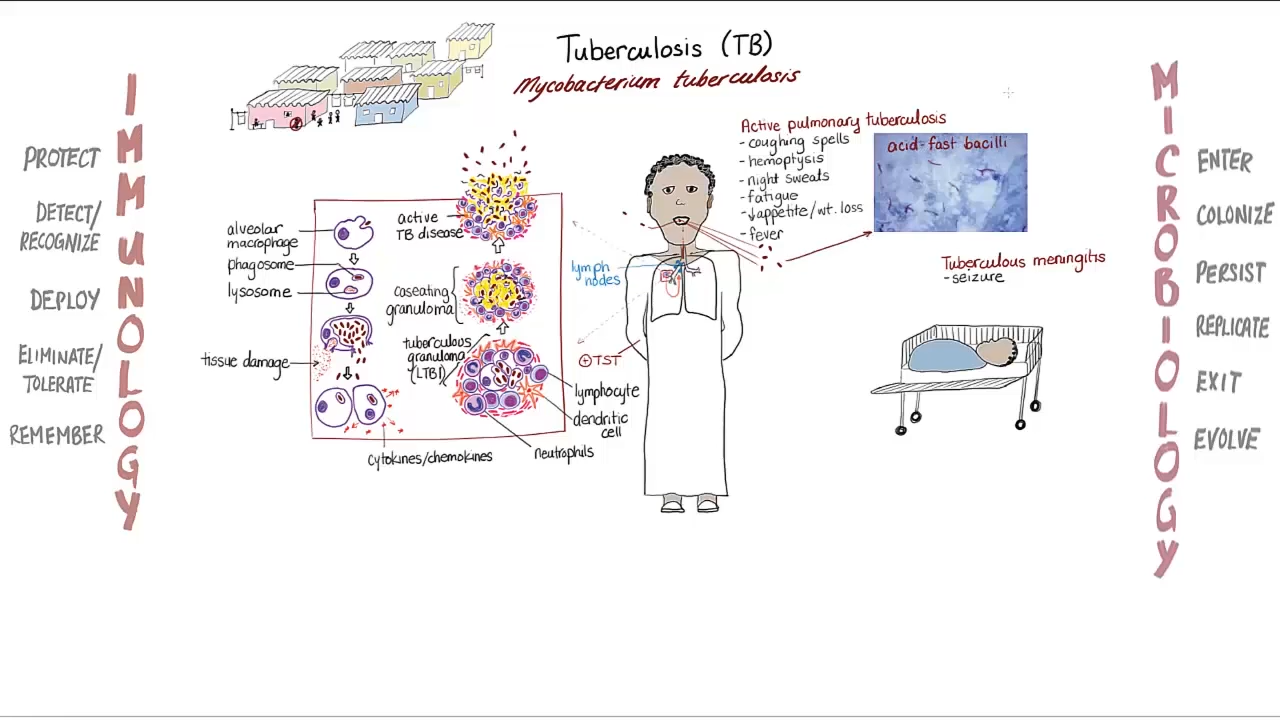 Tuberculosis (TB)
Mycobacterium tuberculosis
IMMUNOLOGY
PROTECT
DETECT/
RECOGNIZE
DEPLOY
ELIMINATE/
TOLERATE
REMEMBER
alveolar
macrophage
phagosome
lysosome
tissue damage
cytokines/chemokines
active
TB disease
caseating
granuloma
tuberculous
granuloma
(LTBI)
lymphocyte
dendritic
cell
neutrophils
lymph
nodes
+ TST
Active pulmonary tuberculosis
- coughing spells
- hemoptysis
- night sweats
- fatigue
- ↓appetite/wt. loss
- fever
acid-fast bacilli
Tuberculous meningitis
- seizure
MICROBIOLOGY
ENTER
COLONIZE
PERSIST
REPLICATE
EXIT
EVOLVE